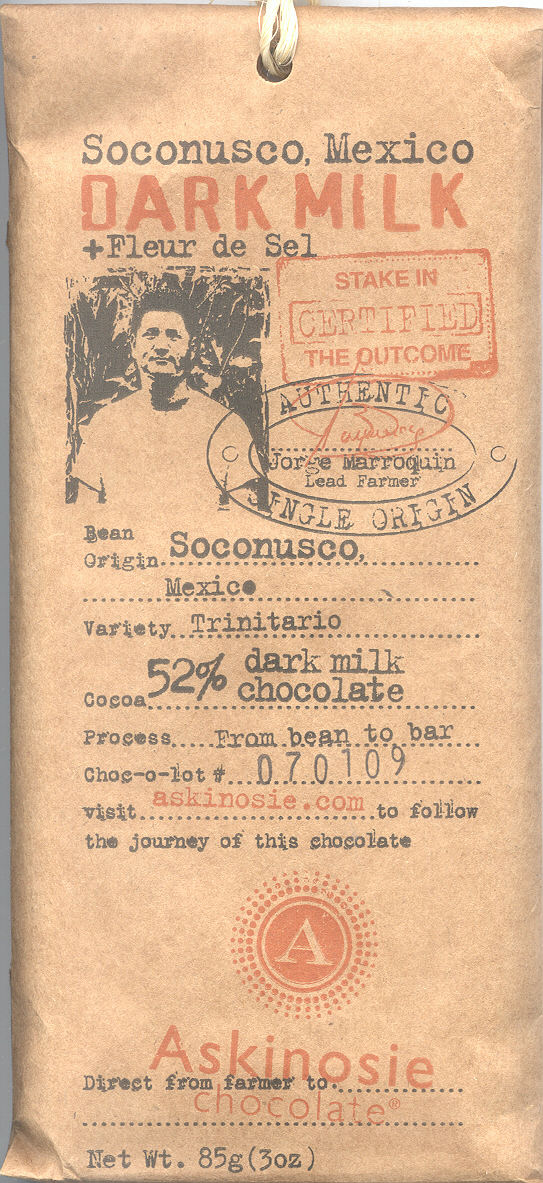 Soconusco, Mexico
DARK MILK
+Fleur de Sel
STAKE IN
CERTIFIED
THE OUTCOME
AUTHENTIC
Jorge Marroquin
Lead Farmer
SINGLE ORIGIN
Bean
Origin Soconusco,
Mexico
Variety Trinitario
Cocoa 52% dark milk
chocolate
Process From bean to bar
Choc-o-lot # 070109
visit askinosie.com to follow
the journey of this chocolate
A
Askinosie
Direct from farmer to
chocolate®
Net Wt. 85g(3oz)